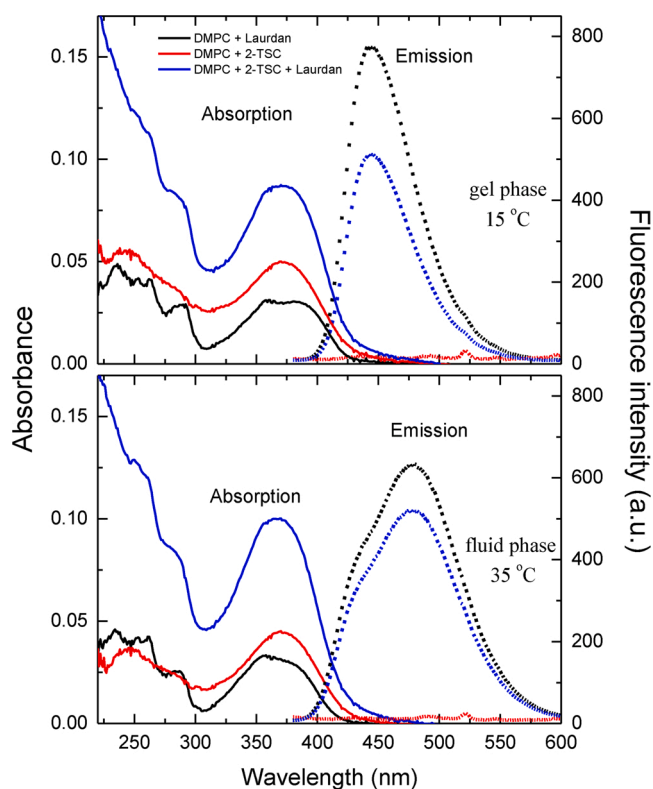 DMPC + Laurdan
DMPC + 2-TSC
DMPC + 2-TSC + Laurdan
Emission
Absorption
gel phase
15 °C
0.15
0.10
0.05
0.00
800
600
400
200
0
Emission
Absorption
fluid phase
35 °C
0.15
0.10
0.05
0.00
800
600
400
200
0
250 300 350 400 450 500 550 600
Wavelength (nm)
Absorbance
Fluorescence intensity (a.u.)